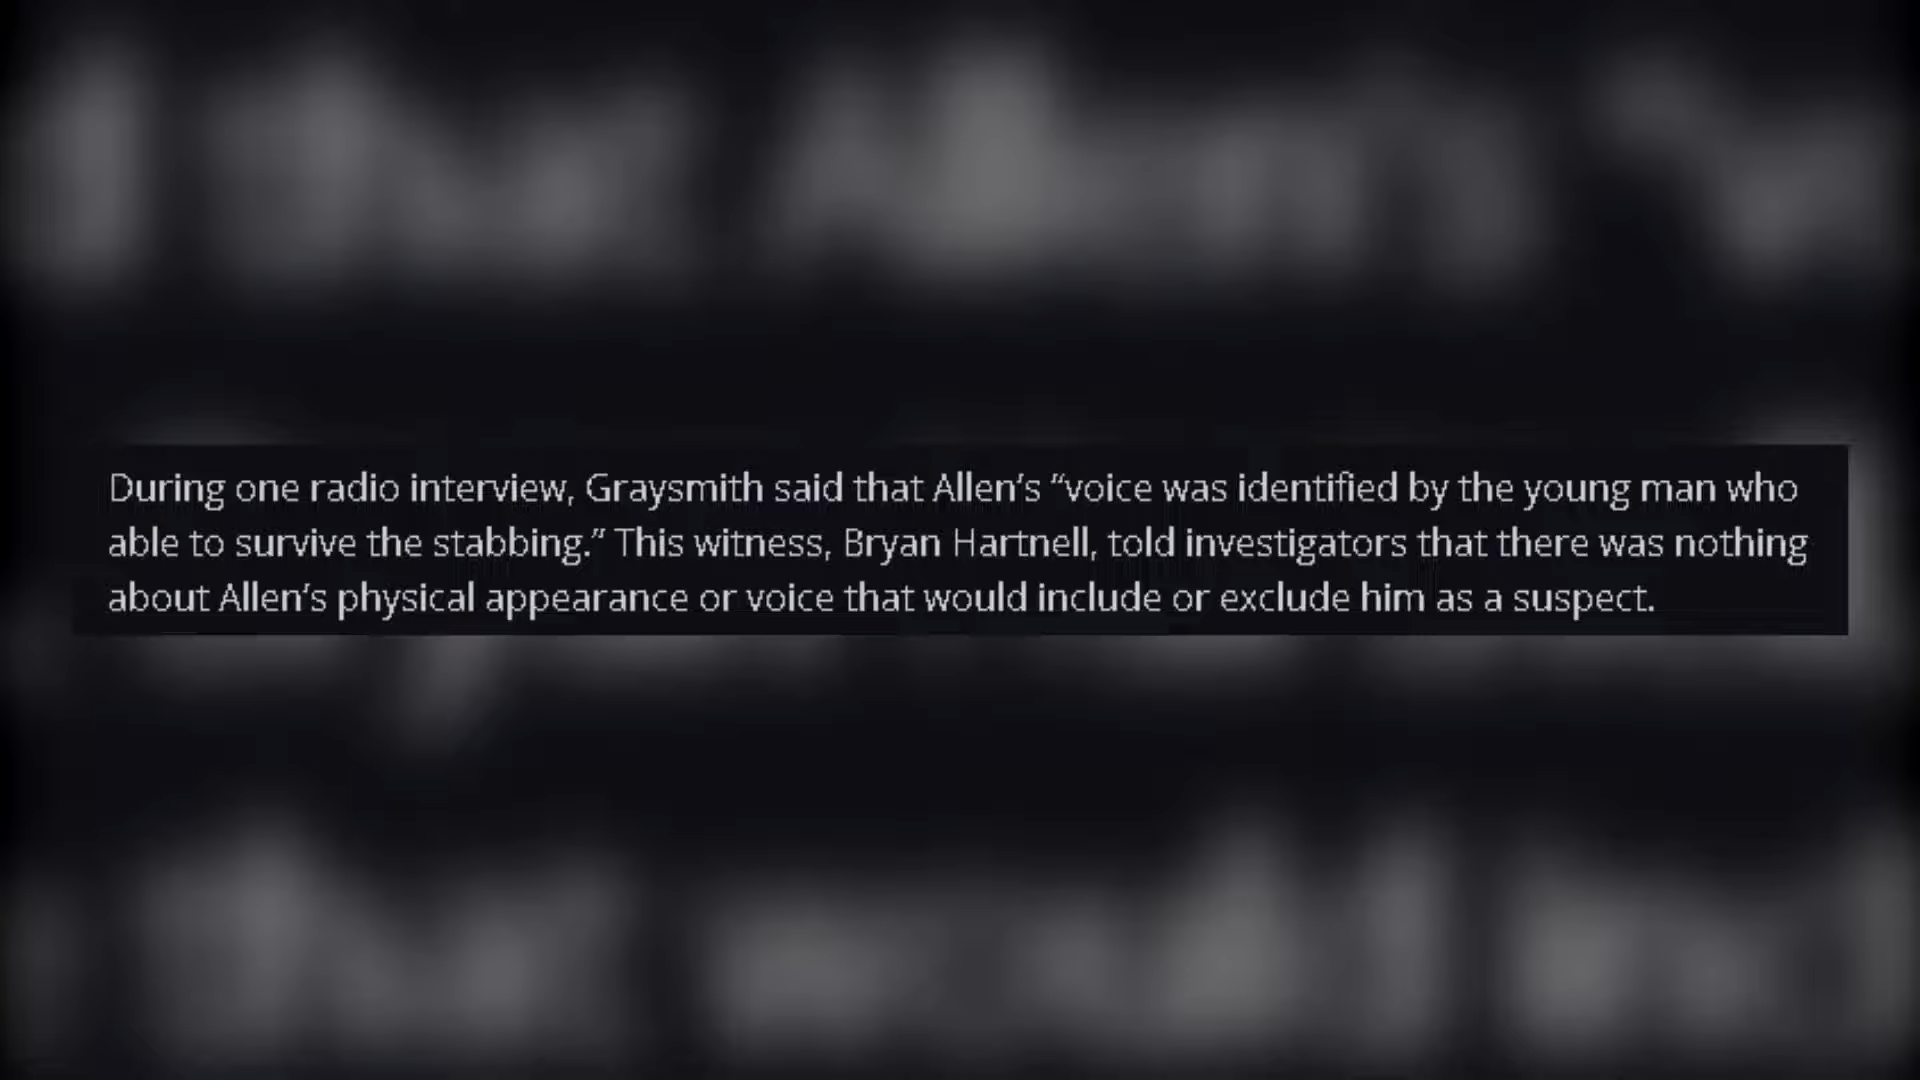 During one radio interview, Graysmith said that Allen’s “voice was identified by the young man who
able to survive the stabbing.” This witness, Bryan Hartnell, told investigators that there was nothing
about Allen’s physical appearance or voice that would include or exclude him as a suspect.